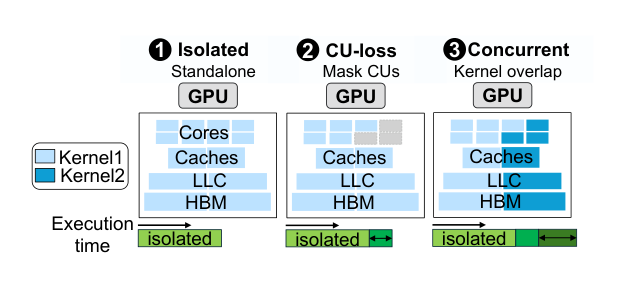 1 Isolated
Standalone
GPU
Cores
Caches
LLC
HBM
2 CU-loss
Mask CUs
GPU
Caches
LLC
HBM
3 Concurrent
Kernel overlap
GPU
Caches
LLC
HBM
Kernel1
Kernel2
Execution
time
isolated
isolated
isolated